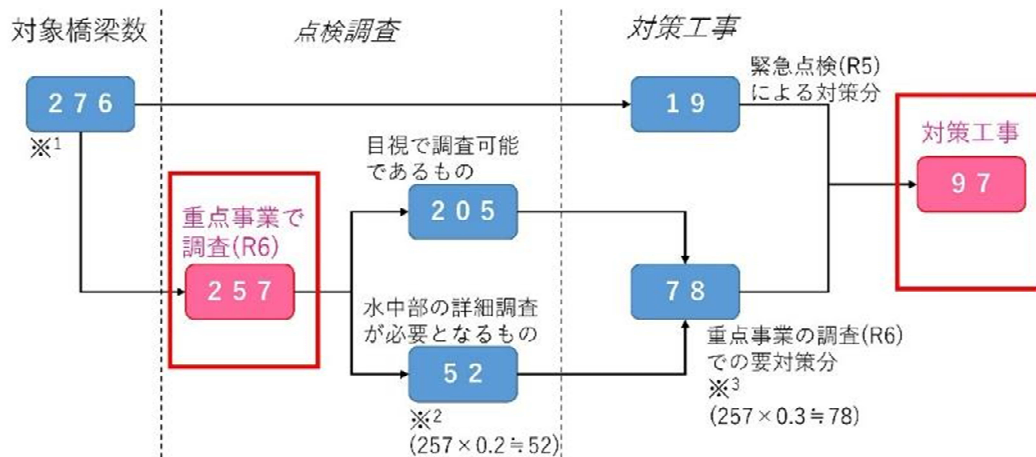 対象橋梁数
点検調査
対策工事
276
※1
19
緊急点検(R5)
による対策分
対策工事
97
目視で調査可能
であるもの
205
重点事業で
調査(R6)
257
78
水中部の詳細調査
が必要となるもの
52
※2
(257×0.2≒52)
重点事業の調査(R6)
での要対策分
※3
(257×0.3≒78)